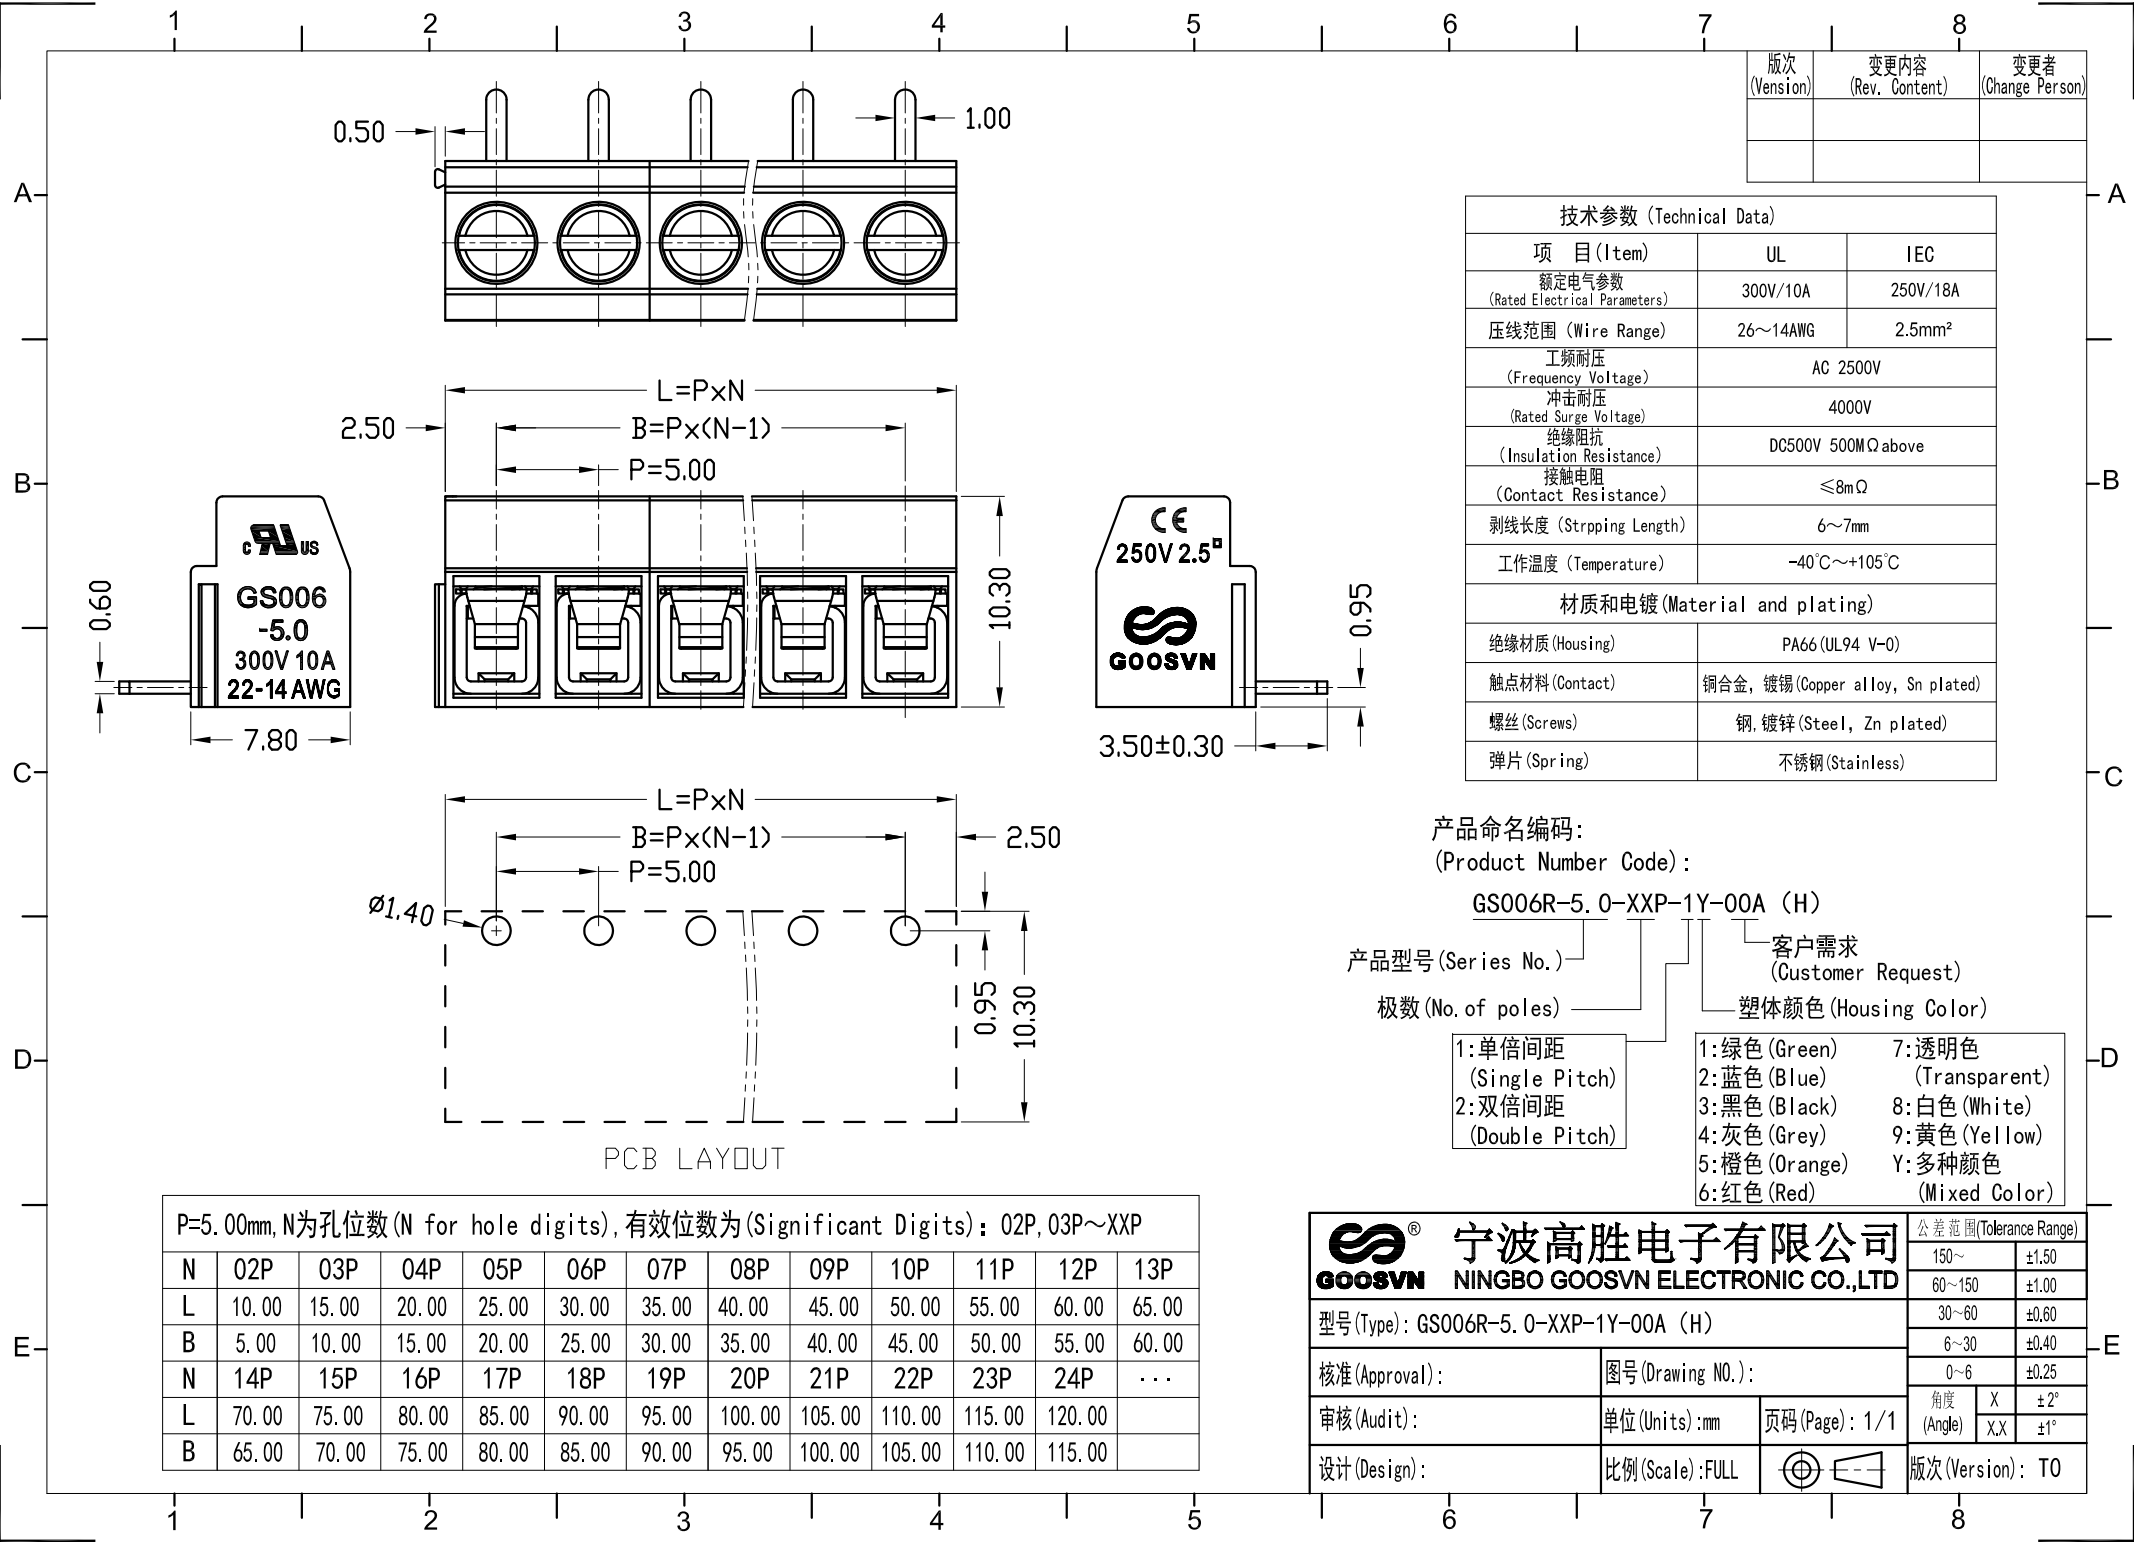 1 2 3 4 5 6 7 8
版次 变更内容 变更者
(Vension) (Rev. Content) (Change Person)
0.50
1.00
A A
技术参数 (Technical Data)
项 目(Item) UL IEC
额定电气参数
(Rated Electrical Parameters) 300V/10A 250V/18A
压线范围 (Wire Range) 26~14AWG 2.5mm²
工频耐压
(Frequency Voltage) AC 2500V
冲击耐压
(Rated Surge Voltage) 4000V
绝缘阻抗
(Insulation Resistance) DC500V 500MΩabove
接触电阻
(Contact Resistance) ≤8mΩ
剥线长度 (Strpping Length) 6~7mm
工作温度 (Temperature) -40℃~+105℃
材质和电镀(Material and plating)
绝缘材质(Housing) PA66(UL94 V-0)
触点材料(Contact) 铜合金, 镀锡(Copper alloy, Sn plated)
螺丝(Screws) 钢,镀锌(Steel, Zn plated)
弹片(Spring) 不锈钢(Stainless)
L=P×N
2.50 B=P×(N-1)
P=5.00
B B
10.30
c UR US
GS006
-5.0
300V 10A
22-14 AWG
0.60
7.80
CE
250V 2.5□
GOOSVN
0.95
3.50±0.30
C C
L=P×N
B=P×(N-1) 2.50
P=5.00
Ø1.40
0.95
10.30
PCB LAYOUT
产品命名编码:
(Product Number Code):
GS006R-5.0-XXP-1Y-00A (H)
产品型号(Series No.)
客户需求
(Customer Request)
极数(No.of poles)
塑体颜色(Housing Color)
1:单倍间距
(Single Pitch)
2:双倍间距
(Double Pitch)
1:绿色(Green) 7:透明色
2:蓝色(Blue) (Transparent)
3:黑色(Black) 8:白色(White)
4:灰色(Grey) 9:黄色(Yellow)
5:橙色(Orange) Y:多种颜色
6:红色(Red) (Mixed Color)
D D
P=5.00mm,N为孔位数(N for hole digits),有效位数为(Significant Digits): 02P,03P~XXP
N 02P 03P 04P 05P 06P 07P 08P 09P 10P 11P 12P 13P
L 10.00 15.00 20.00 25.00 30.00 35.00 40.00 45.00 50.00 55.00 60.00 65.00
B 5.00 10.00 15.00 20.00 25.00 30.00 35.00 40.00 45.00 50.00 55.00 60.00
N 14P 15P 16P 17P 18P 19P 20P 21P 22P 23P 24P ...
L 70.00 75.00 80.00 85.00 90.00 95.00 100.00 105.00 110.00 115.00 120.00
B 65.00 70.00 75.00 80.00 85.00 90.00 95.00 100.00 105.00 110.00 115.00
E E
® 宁波高胜电子有限公司
GOOSVN NINGBO GOOSVN ELECTRONIC CO.,LTD
公差范围(Tolerance Range)
150~ ±1.50
60~150 ±1.00
30~60 ±0.60
6~30 ±0.40
0~6 ±0.25
角度 X ±2°
(Angle) X.X ±1°
型号(Type): GS006R-5.0-XXP-1Y-00A (H)
核准(Approval): 图号(Drawing NO.):
审核(Audit): 单位(Units):mm 页码(Page): 1/1
设计(Design): 比例(Scale):FULL 版次(Version): T0
1 2 3 4 5 6 7 8